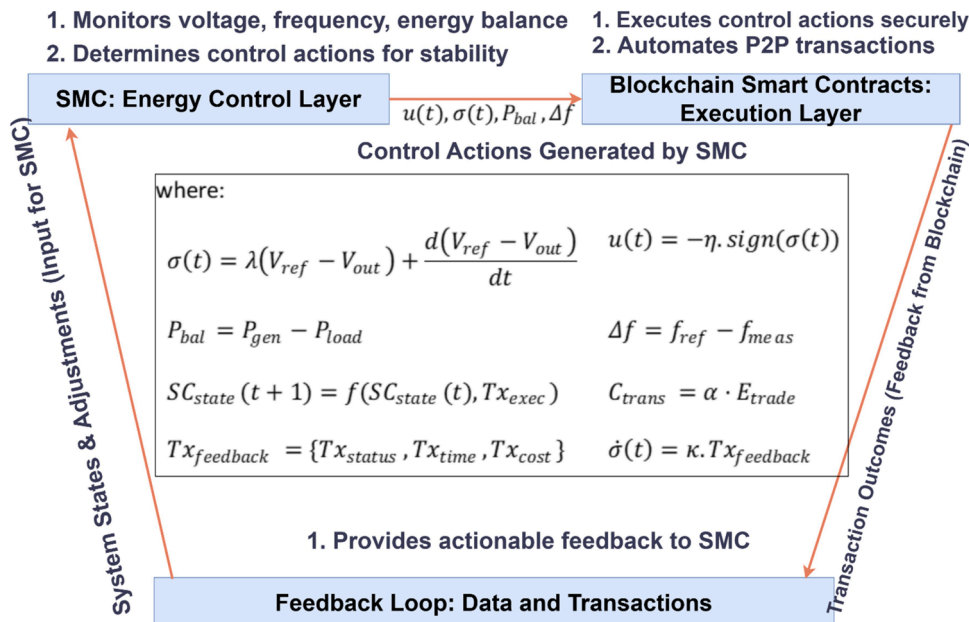 1. Monitors voltage, frequency, energy balance
2. Determines control actions for stability
1. Executes control actions securely
2. Automates P2P transactions
SMC: Energy Control Layer
u(t), σ(t), P_bal, Δf
Blockchain Smart Contracts:
Execution Layer
Control Actions Generated by SMC
where:
σ(t) = λ(V_ref − V_out) + d(V_ref − V_out)/dt
u(t) = −η.sign(σ(t))
P_bal = P_gen − P_load
Δf = f_ref − f_meas
SC_state (t + 1) = f(SC_state (t), Tx_exec)
C_trans = α · E_trade
Tx_feedback = {Tx_status, Tx_time, Tx_cost}
σ̇(t) = κ.Tx_feedback
System States & Adjustments (Input for SMC)
Transaction Outcomes (Feedback from Blockchain)
1. Provides actionable feedback to SMC
Feedback Loop: Data and Transactions